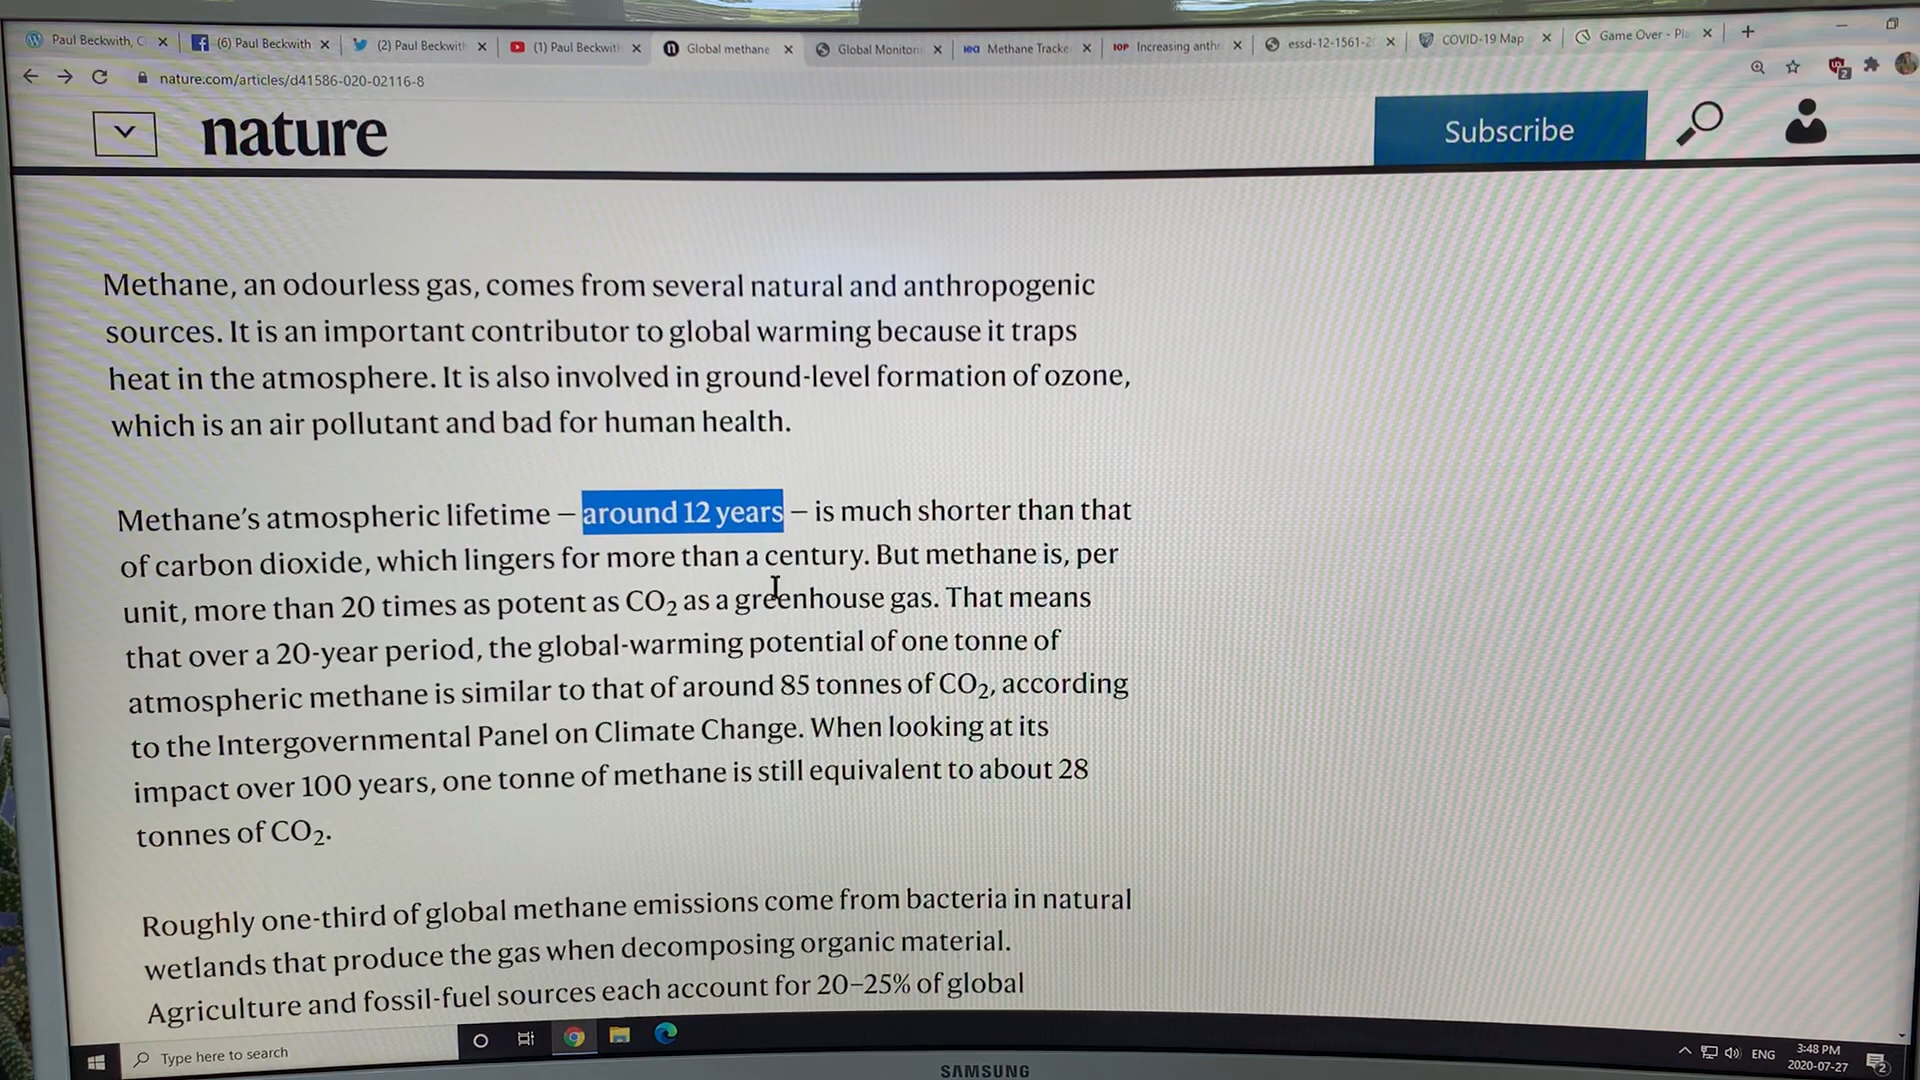 Paul Beckwith, C
(6) Paul Beckwith
(2) Paul Beckwith
(1) Paul Beckwith
Global methane
Global Monitori
iea Methane Tracke
IOP Increasing anthr
essd-12-1561-2
COVID-19 Map
Game Over - Pla
nature.com/articles/d41586-020-02116-8
2
nature
Subscribe
Methane, an odourless gas, comes from several natural and anthropogenic
sources. It is an important contributor to global warming because it traps
heat in the atmosphere. It is also involved in ground-level formation of ozone,
which is an air pollutant and bad for human health.
Methane’s atmospheric lifetime — around 12 years — is much shorter than that
of carbon dioxide, which lingers for more than a century. But methane is, per
unit, more than 20 times as potent as CO₂ as a greenhouse gas. That means
that over a 20-year period, the global-warming potential of one tonne of
atmospheric methane is similar to that of around 85 tonnes of CO₂, according
to the Intergovernmental Panel on Climate Change. When looking at its
impact over 100 years, one tonne of methane is still equivalent to about 28
tonnes of CO₂.
Roughly one-third of global methane emissions come from bacteria in natural
wetlands that produce the gas when decomposing organic material.
Agriculture and fossil-fuel sources each account for 20–25% of global
Type here to search
ENG
3:48 PM
2020-07-27
2
SAMSUNG